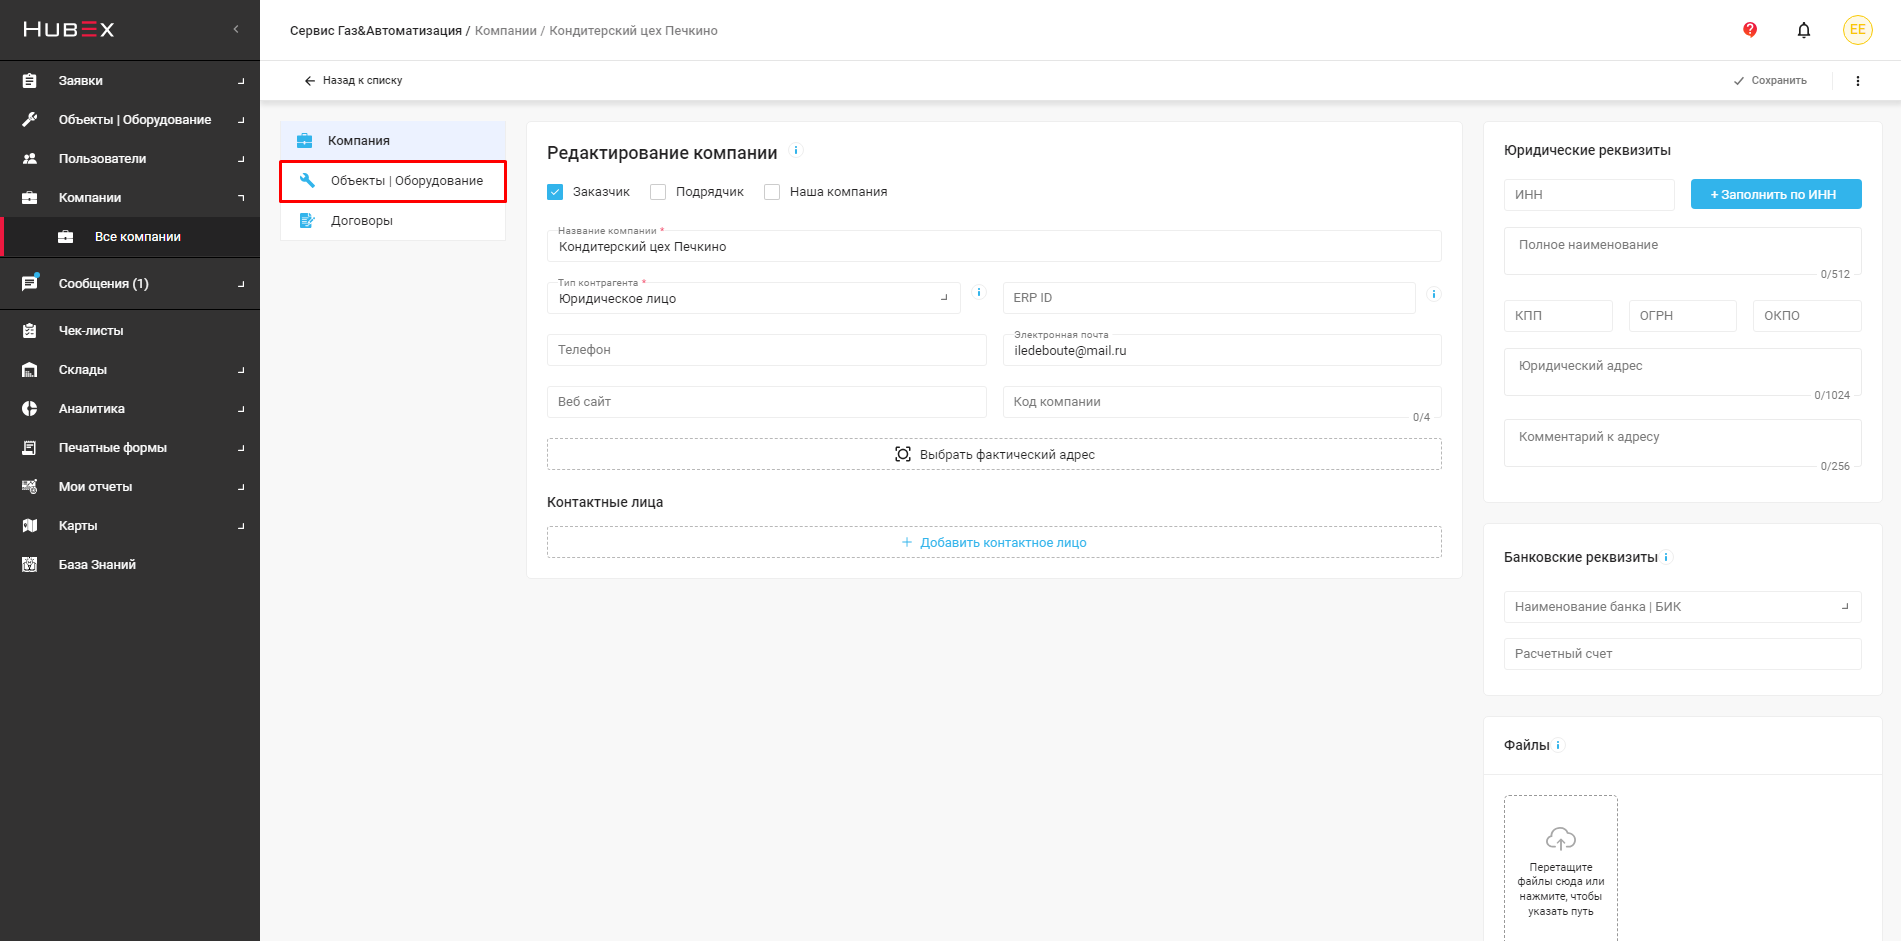 HUBEX
Заявки
Объекты | Оборудование
Пользователи
Компании
Все компании
Сообщения (1)
Чек-листы
Склады
Аналитика
Печатные формы
Мои отчеты
Карты
База Знаний
Сервис Газ&Автоматизация / Компании / Кондитерский цех Печкино
EE
Назад к списку
Сохранить
Компания
Объекты | Оборудование
Договоры
Редактирование компании
Заказчик
Подрядчик
Наша компания
Название компании *
Кондитерский цех Печкино
Тип контрагента *
Юридическое лицо
ERP ID
Телефон
Электронная почта
iledeboute@mail.ru
Веб сайт
Код компании
0/4
Выбрать фактический адрес
Контактные лица
+ Добавить контактное лицо
Юридические реквизиты
ИНН
+ Заполнить по ИНН
Полное наименование
0/512
КПП
ОГРН
ОКПО
Юридический адрес
0/1024
Комментарий к адресу
0/256
Банковские реквизиты
Наименование банка | БИК
Расчетный счет
Файлы
Перетащите
файлы сюда или
нажмите, чтобы
указать путь